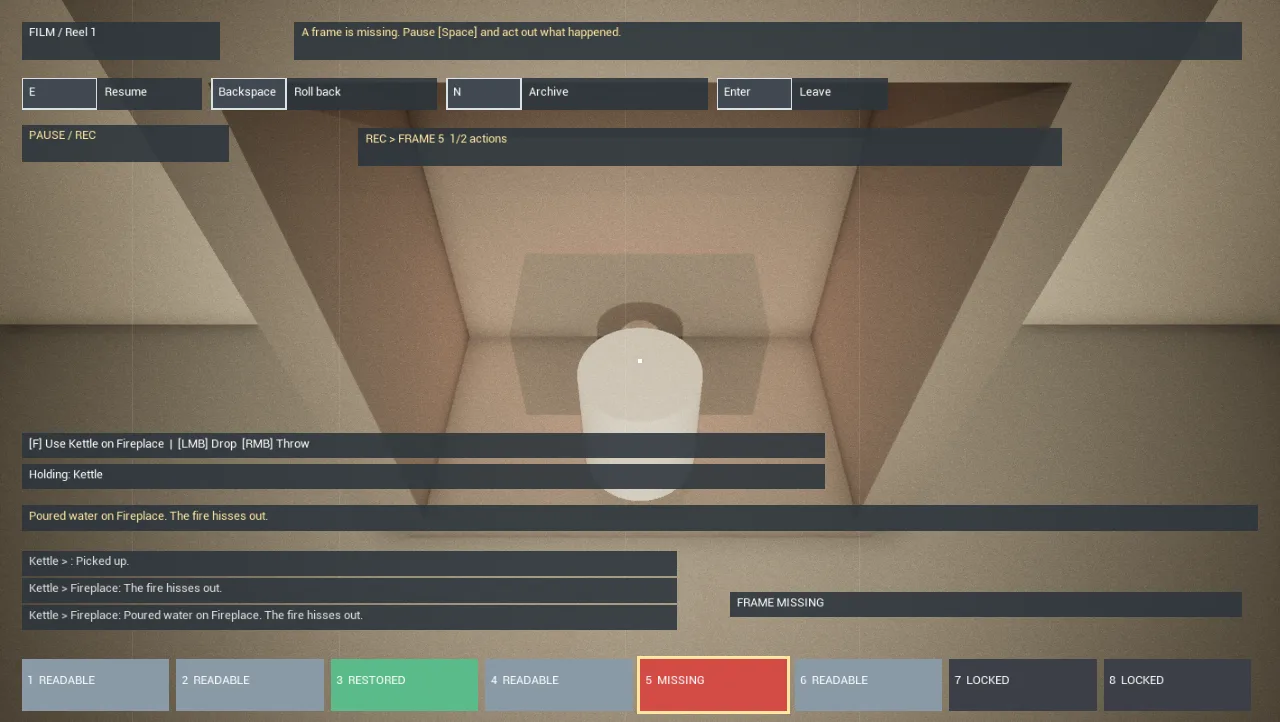 FILM / Reel 1
A frame is missing. Pause [Space] and act out what happened.
E Resume Backspace Roll back N Archive Enter Leave
PAUSE / REC
REC > FRAME 5 1/2 actions
[F] Use Kettle on Fireplace | [LMB] Drop [RMB] Throw
Holding: Kettle
Poured water on Fireplace. The fire hisses out.
Kettle > : Picked up.
Kettle > Fireplace: The fire hisses out.
Kettle > Fireplace: Poured water on Fireplace. The fire hisses out.
FRAME MISSING
1 READABLE 2 READABLE 3 RESTORED 4 READABLE 5 MISSING 6 READABLE 7 LOCKED 8 LOCKED